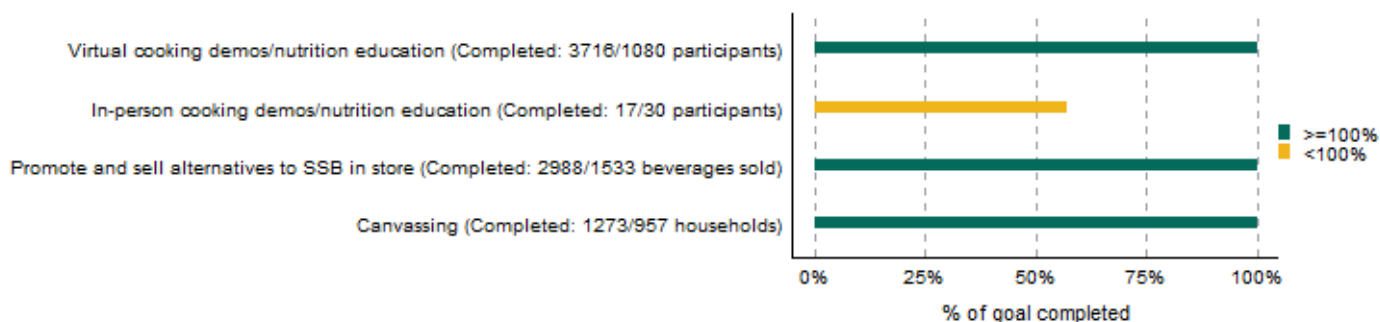 Virtual cooking demos/nutrition education (Completed: 3716/1080 participants)
In-person cooking demos/nutrition education (Completed: 17/30 participants)
Promote and sell alternatives to SSB in store (Completed: 2988/1533 beverages sold)
Canvassing (Completed: 1273/957 households)
>=100%
<100%
0% 25% 50% 75% 100%
% of goal completed